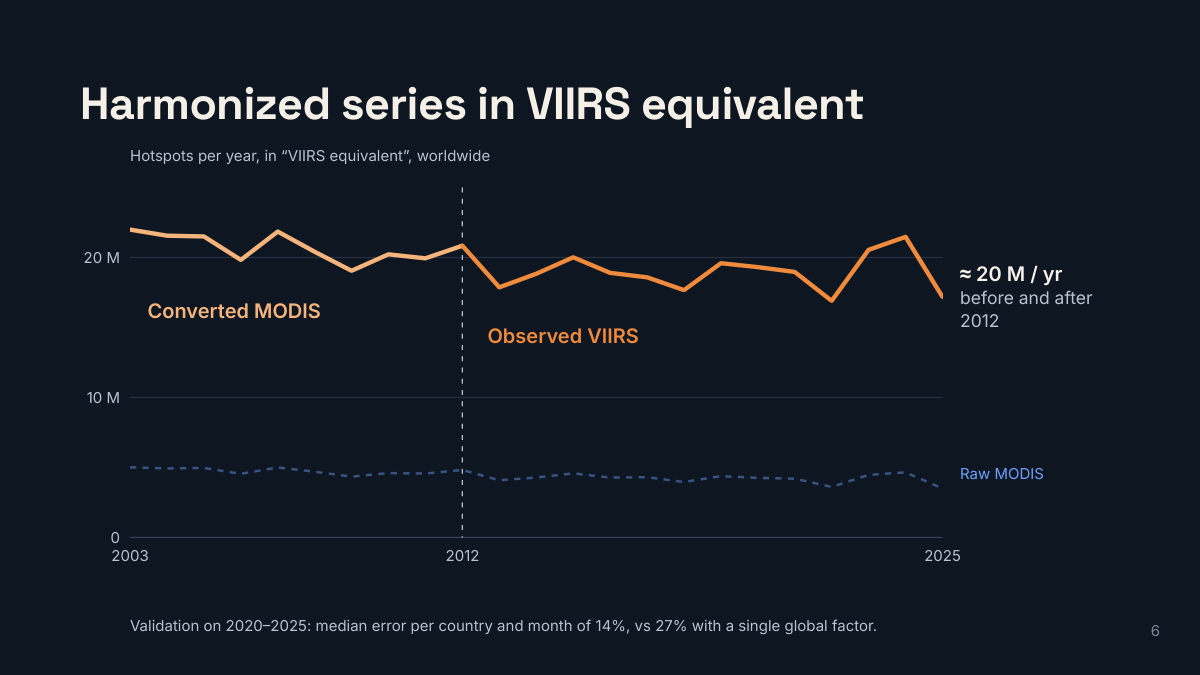 Harmonized series in VIIRS equivalent
Hotspots per year, in “VIIRS equivalent”, worldwide
20 M
≈ 20 M / yr
before and after
2012
Converted MODIS
Observed VIIRS
10 M
Raw MODIS
0
2003
2012
2025
Validation on 2020–2025: median error per country and month of 14%, vs 27% with a single global factor.
6